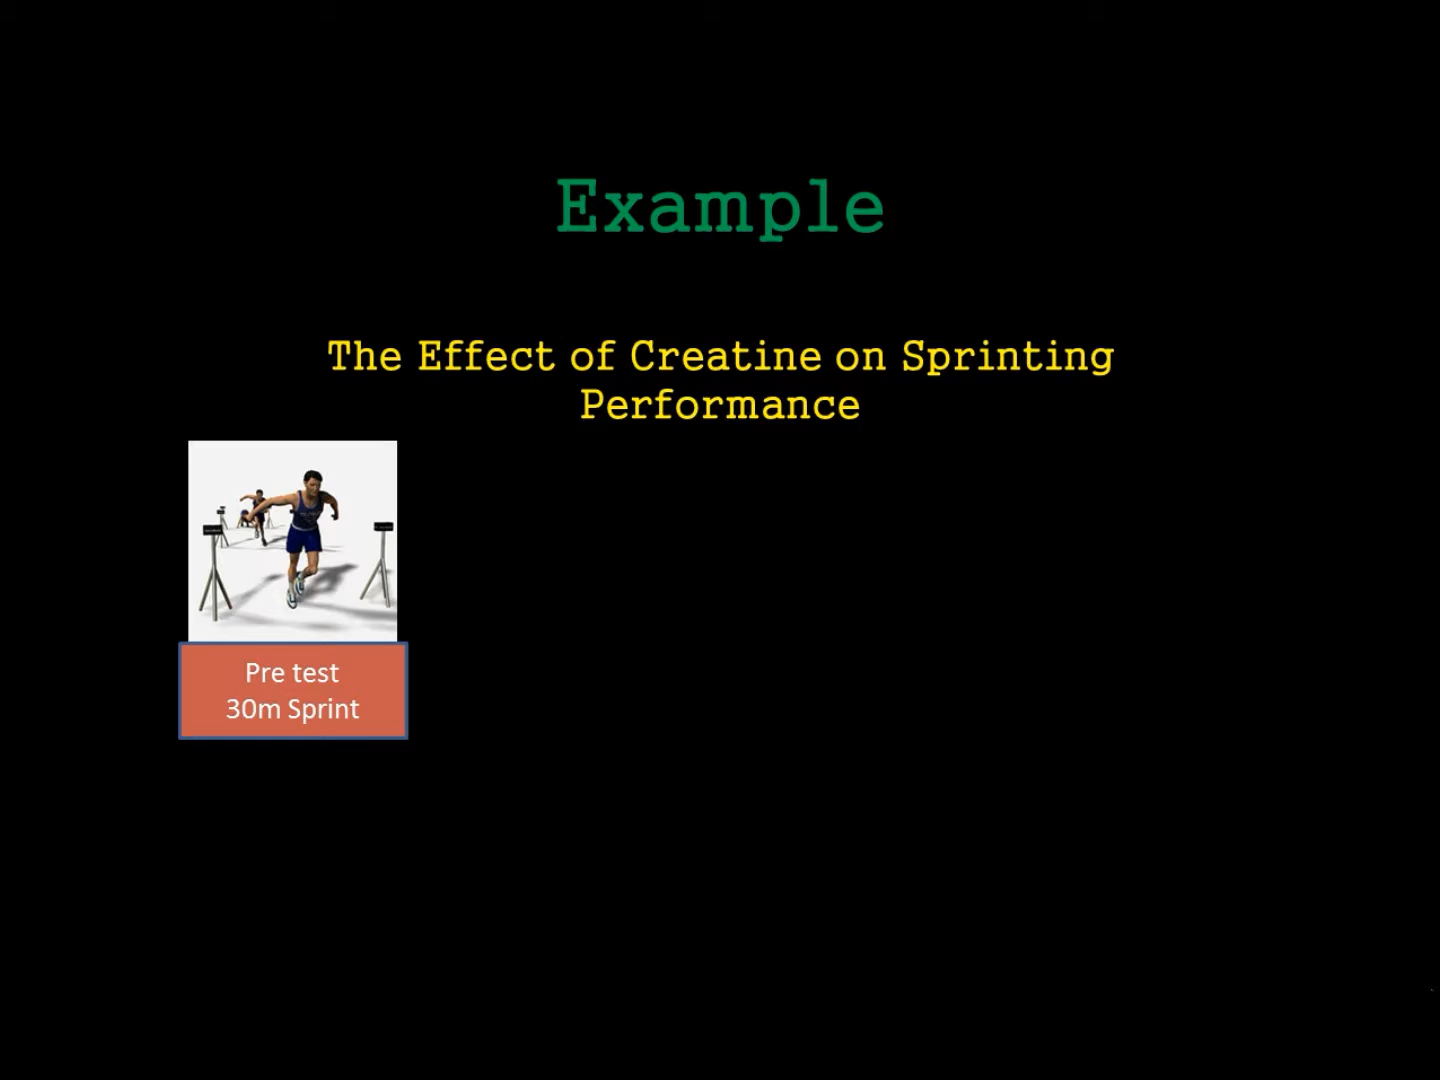 Example
The Effect of Creatine on Sprinting
Performance
Pre test
30m Sprint